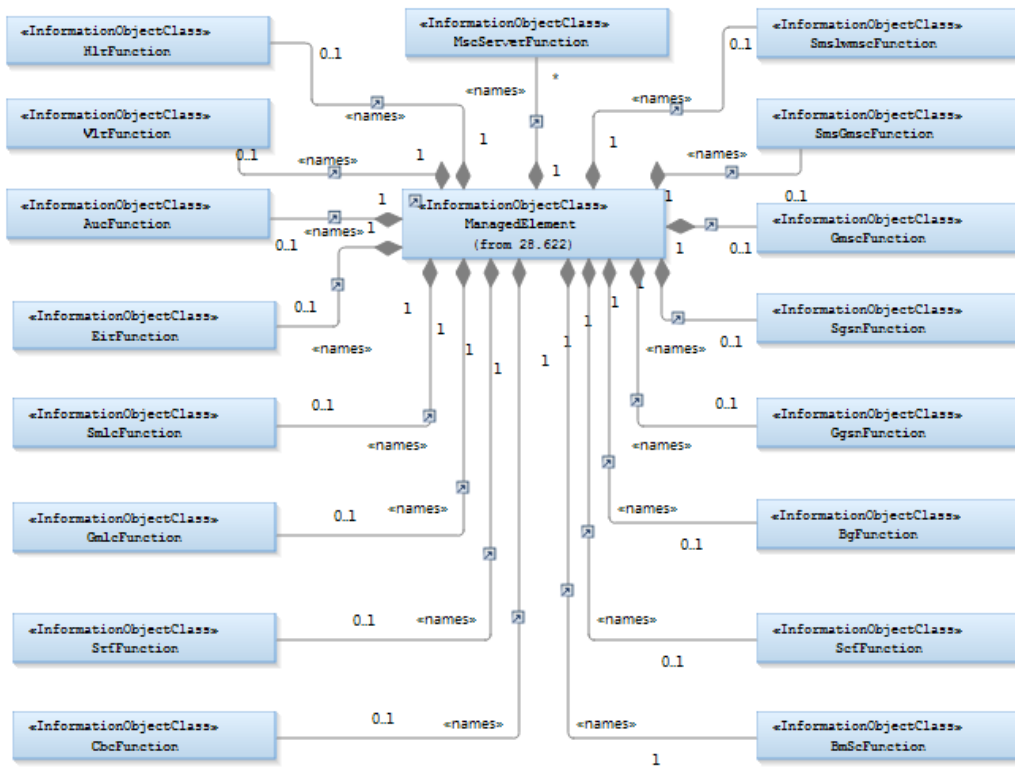 «InformationObjectClass»
HlrFunction
«InformationObjectClass»
MscServerFunction
«InformationObjectClass»
SmsIwmscFunction
0..1
*
0..1
«names»
«names»
«names»
«InformationObjectClass»
VlrFunction
«InformationObjectClass»
SmsGmscFunction
1
0..1
«names»
1
1
1
«InformationObjectClass»
AucFunction
1
«InformationObjectClass»
ManagedElement
(from 28.622)
1
«names»
0..1
«InformationObjectClass»
GmscFunction
«names»
1
0..1
1
0..1
«InformationObjectClass»
EirFunction
0..1
1
1
1
1
1
«InformationObjectClass»
SgsnFunction
«names»
1
1
1
1
1
«names»
0..1
«InformationObjectClass»
SmlcFunction
0..1
«names»
0..1
«InformationObjectClass»
GgsnFunction
«names»
«InformationObjectClass»
GmlcFunction
0..1
«names»
«names»
0..1
«InformationObjectClass»
BgFunction
«InformationObjectClass»
SrfFunction
0..1
«names»
«names»
0..1
«InformationObjectClass»
ScfFunction
«InformationObjectClass»
CbcFunction
0..1
«names»
«names»
1
«InformationObjectClass»
BmScFunction